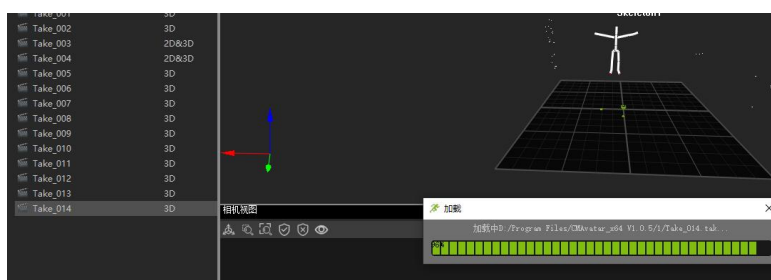 Take_001 3D
Take_002 3D
Take_003 2D&3D
Take_004 2D&3D
Take_005 3D
Take_006 3D
Take_007 3D
Take_008 3D
Take_009 3D
Take_010 3D
Take_011 3D
Take_012 3D
Take_013 3D
Take_014 3D
Skeleton1
相机视图
加载
加载中D:/Program Files/CMAvatar_x64 V1.0.5/1/Take_014.tak...